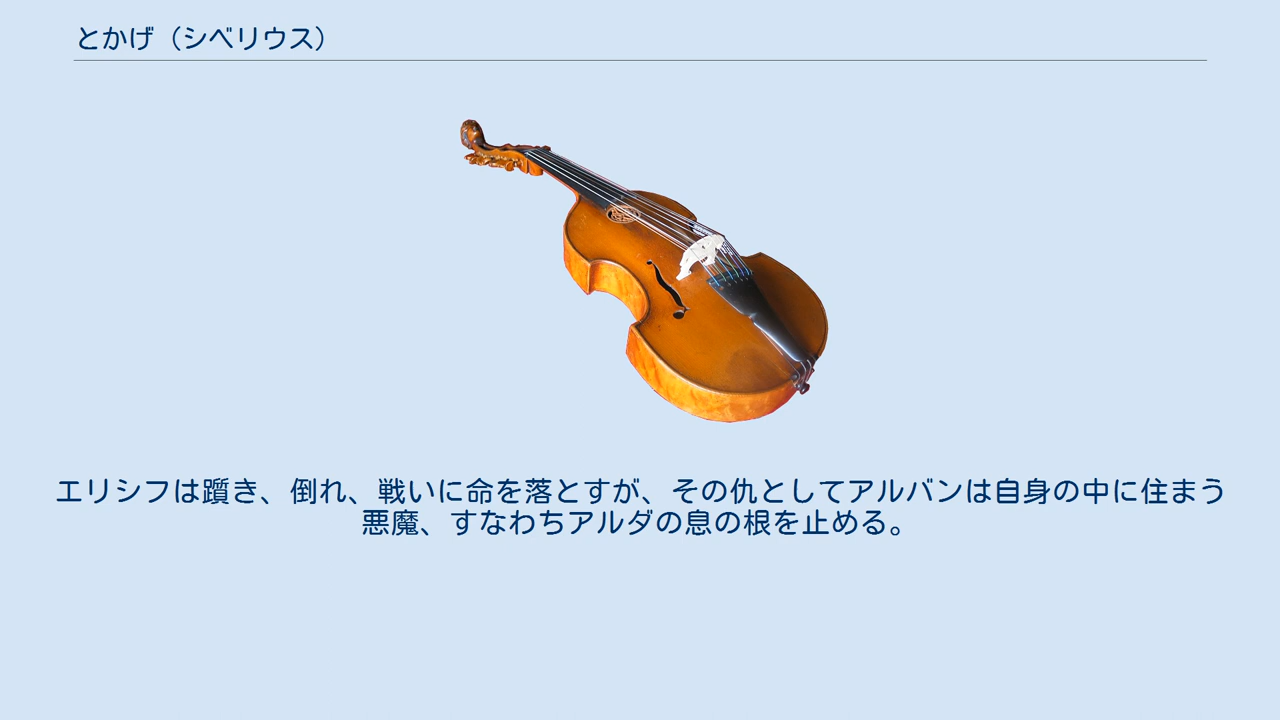 とかげ（シベリウス）
エリシフは躓き、倒れ、戦いに命を落とすが、その仇としてアルバンは自身の中に住まう
悪魔、すなわちアルダの息の根を止める。